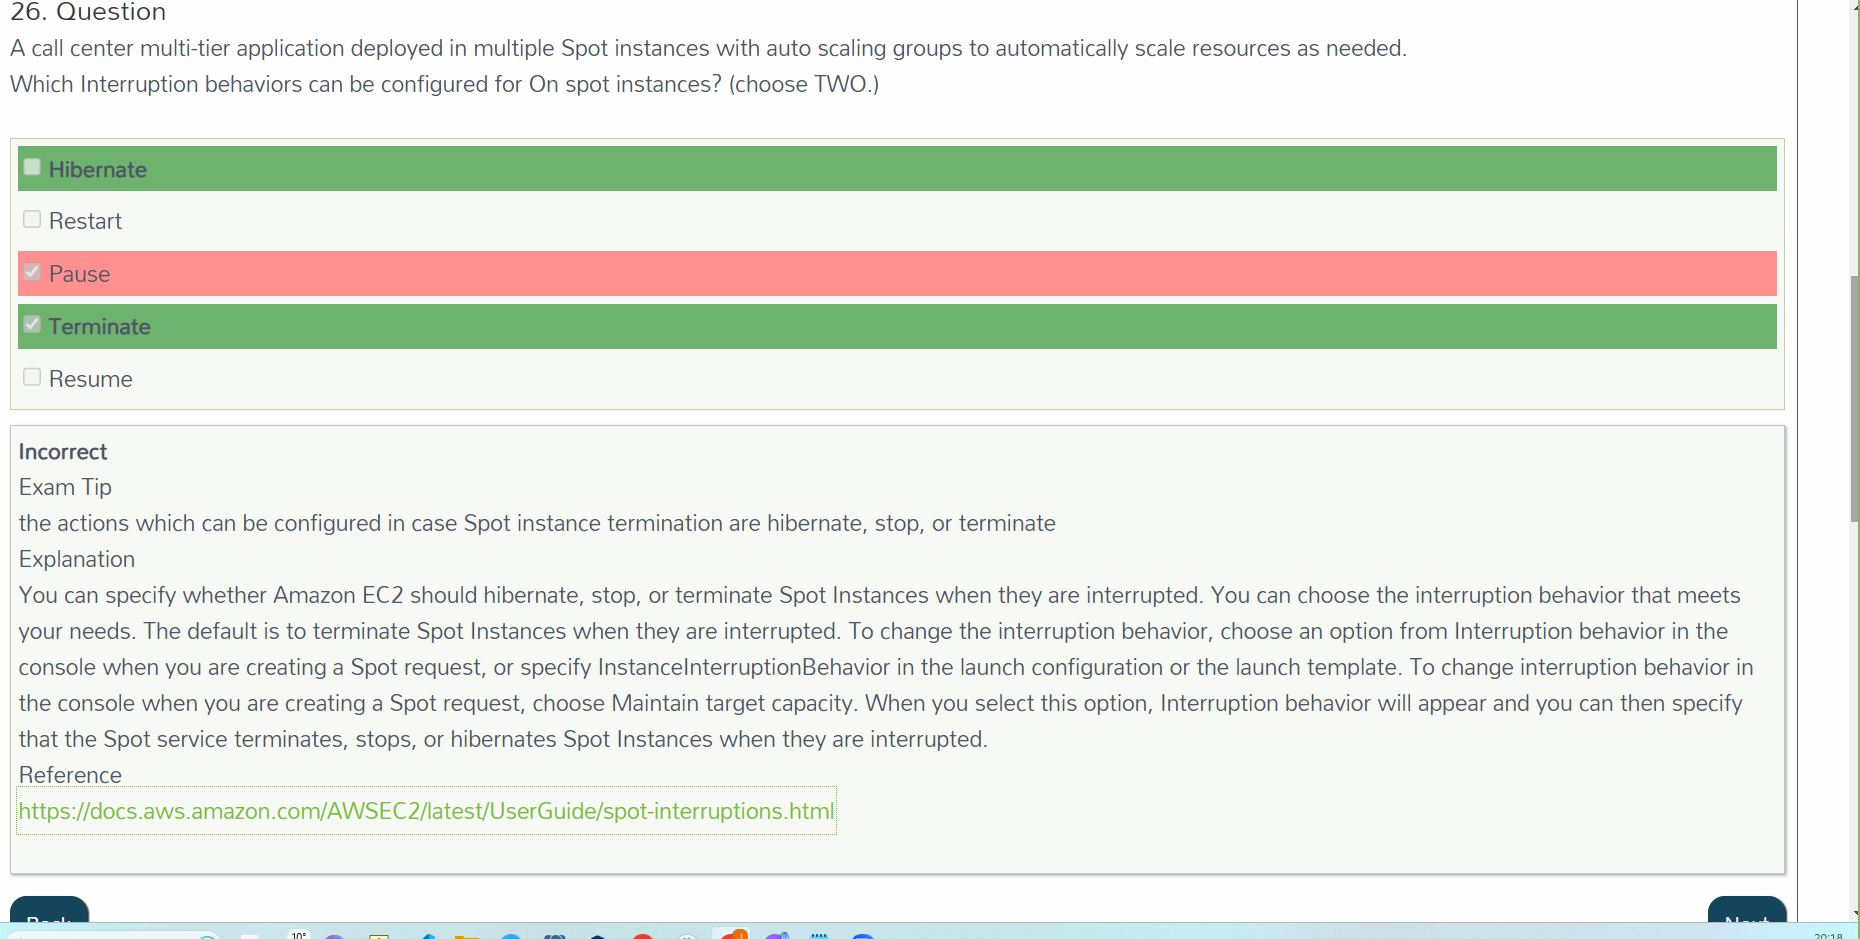 26. Question
A call center multi-tier application deployed in multiple Spot instances with auto scaling groups to automatically scale resources as needed.
Which Interruption behaviors can be configured for On spot instances? (choose TWO.)
Hibernate
Restart
Pause
Terminate
Resume
Incorrect
Exam Tip
the actions which can be configured in case Spot instance termination are hibernate, stop, or terminate
Explanation
You can specify whether Amazon EC2 should hibernate, stop, or terminate Spot Instances when they are interrupted. You can choose the interruption behavior that meets
your needs. The default is to terminate Spot Instances when they are interrupted. To change the interruption behavior, choose an option from Interruption behavior in the
console when you are creating a Spot request, or specify InstanceInterruptionBehavior in the launch configuration or the launch template. To change interruption behavior in
the console when you are creating a Spot request, choose Maintain target capacity. When you select this option, Interruption behavior will appear and you can then specify
that the Spot service terminates, stops, or hibernates Spot Instances when they are interrupted.
Reference
https://docs.aws.amazon.com/AWSEC2/latest/UserGuide/spot-interruptions.html
Back
Next
10°
20:18